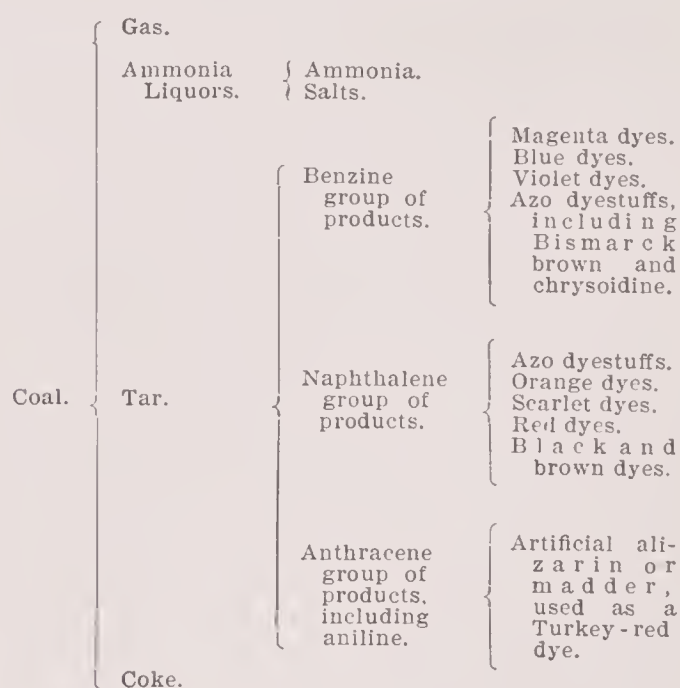 Gas.
Ammonia
Liquors.
Ammonia.
Salts.
Benzine
group of
products.
Magenta dyes.
Blue dyes.
Violet dyes.
Azo dyestuffs,
including
Bismarck
brown and
chrysoidine.
Coal.
Tar.
Naphthalene
group of
products.
Azo dyestuffs.
Orange dyes.
Scarlet dyes.
Red dyes.
Black and
brown dyes.
Anthracene
group of
products,
including
aniline.
Artificial ali-
zarin or
madder,
used as a
Turkey-red
dye.
Coke.